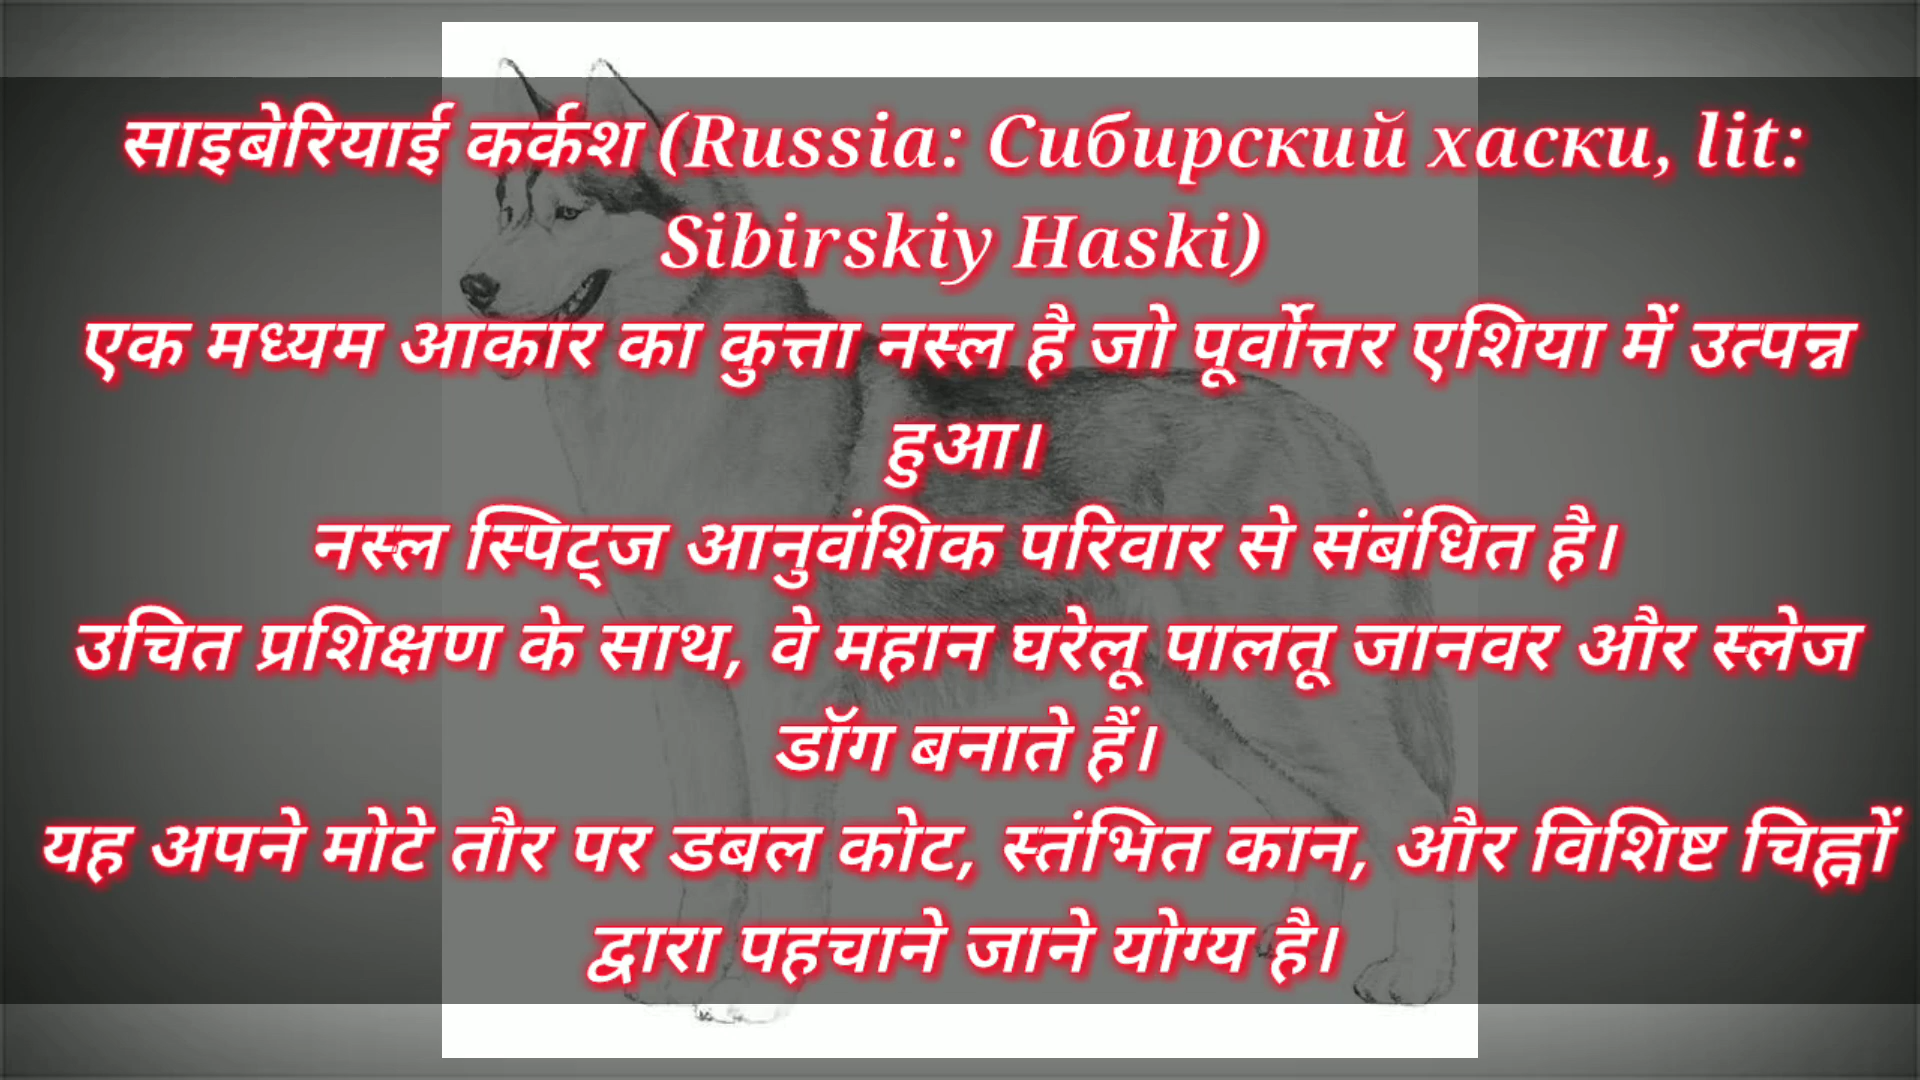 साइबेरियाई कर्कश (Russia: Сибирский хаски, lit:
Sibirskiy Haski)
एक मध्यम आकार का कुत्ता नस्ल है जो पूर्वोत्तर एशिया में उत्पन्न
हुआ।
नस्ल स्पिट्ज आनुवंशिक परिवार से संबंधित है।
उचित प्रशिक्षण के साथ, वे महान घरेलू पालतू जानवर और स्लेज
डॉग बनाते हैं।
यह अपने मोटे तौर पर डबल कोट, स्तंभित कान, और विशिष्ट चिह्नों
द्वारा पहचाने जाने योग्य है।